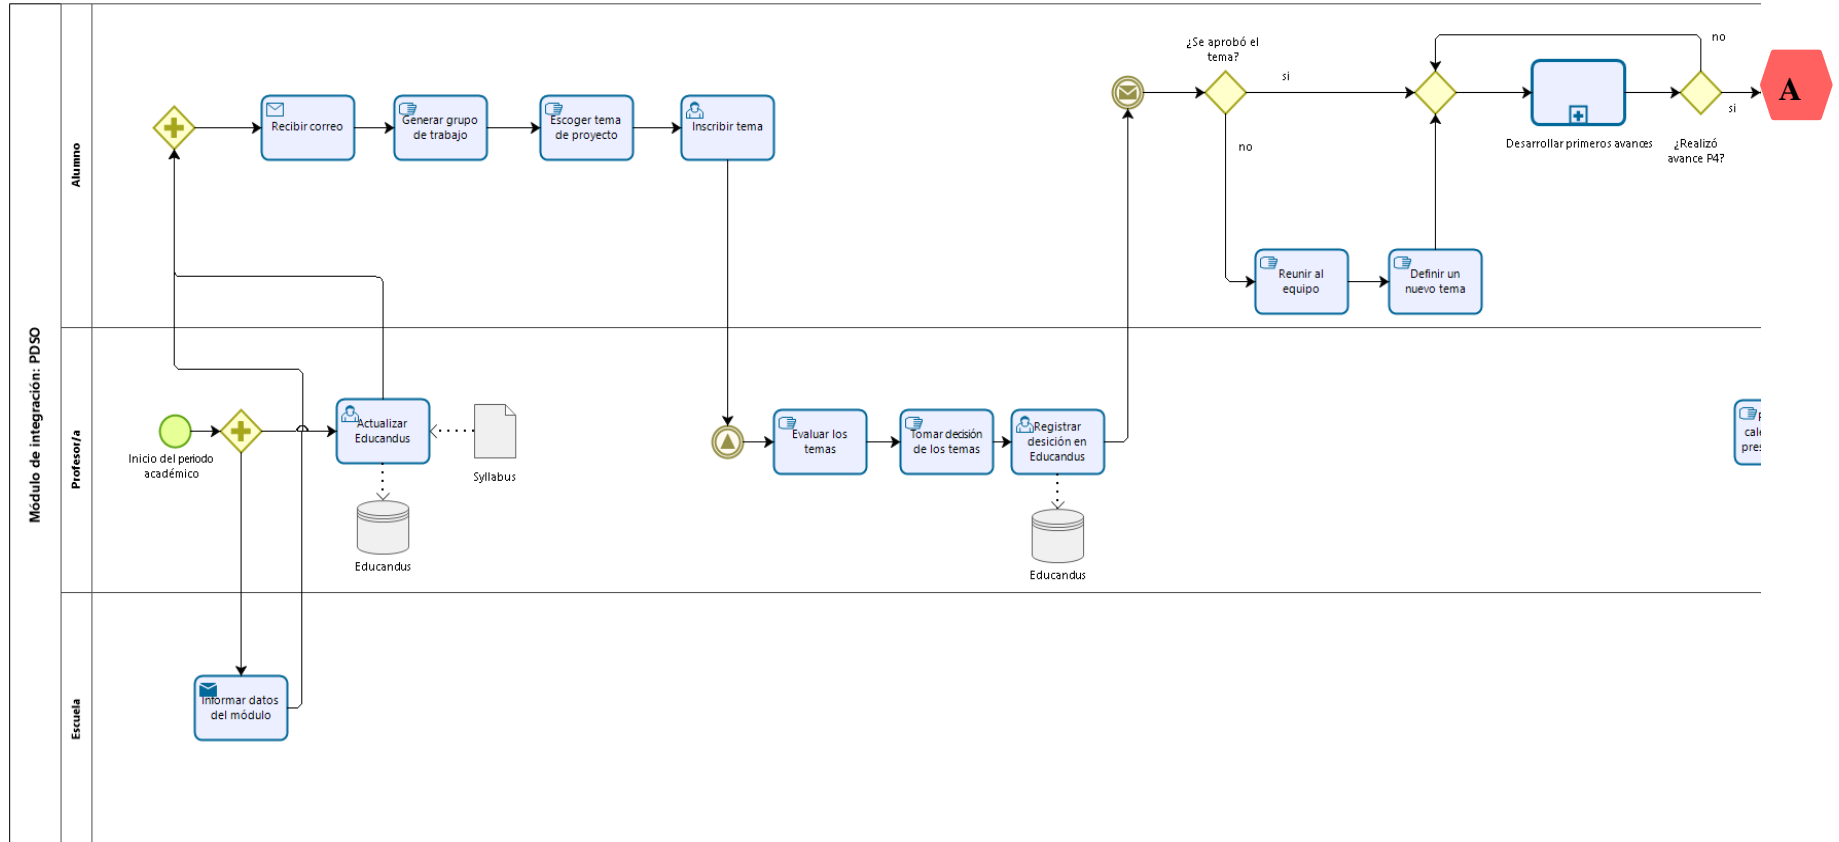 Módulo de integración: PDSO
Alumno
¿Se aprobó el
tema?
si
no
no
si
A
Recibir correo
Generar grupo
de trabajo
Escoger tema
de proyecto
Inscribir tema
Desarrollar primeros avances
¿Realizó
avance P4?
Reunir al
equipo
Definir un
nuevo tema
Profesor/a
Inicio del periodo
académico
Actualizar
Educandus
Syllabus
Educandus
Evaluar los
temas
Tomar decisión
de los temas
Registrar
desición en
Educandus
Educandus
Escuela
Informar datos
del módulo